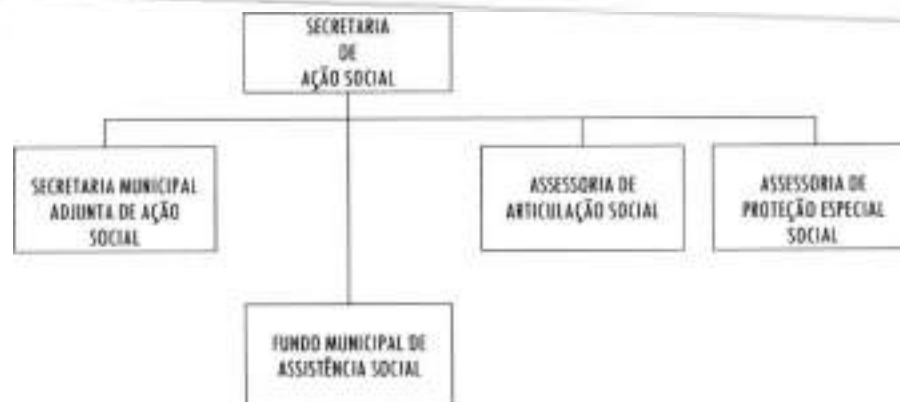 SECRETARIA
DE
AÇÃO SOCIAL
SECRETARIA MUNICIPAL
ADJUNTA DE AÇÃO
SOCIAL
ASSESSORIA DE
ARTICULAÇÃO SOCIAL
ASSESSORIA DE
PROTEÇÃO ESPECIAL
SOCIAL
FUNDO MUNICIPAL DE
ASSISTÊNCIA SOCIAL